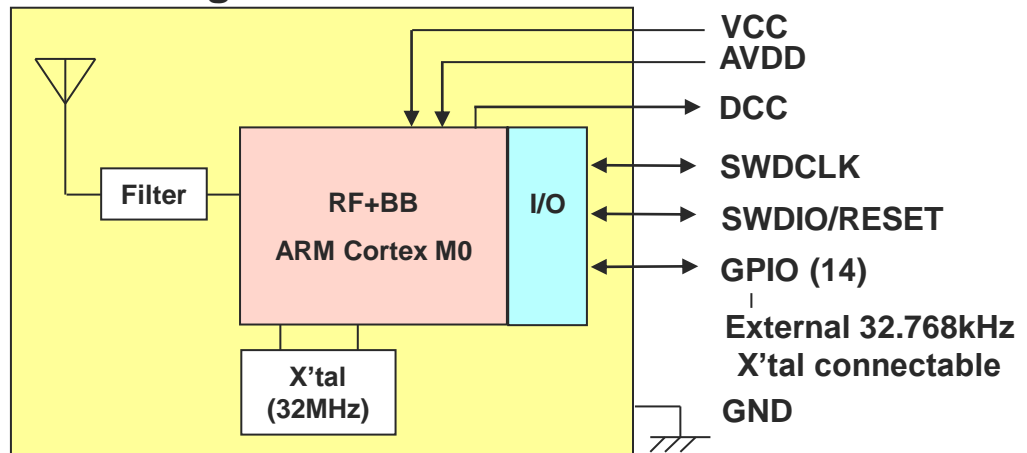 VCC
AVDD
DCC
Filter
RF+BB
ARM Cortex M0
I/O
SWDCLK
SWDIO/RESET
GPIO (14)
External 32.768kHz
X'tal connectable
X'tal
(32MHz)
GND